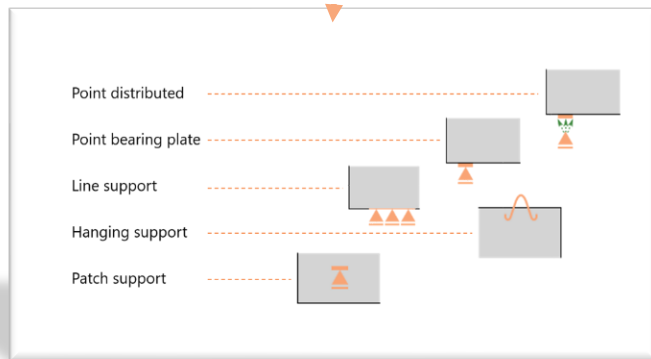 Point distributed
Point bearing plate
Line support
Hanging support
Patch support